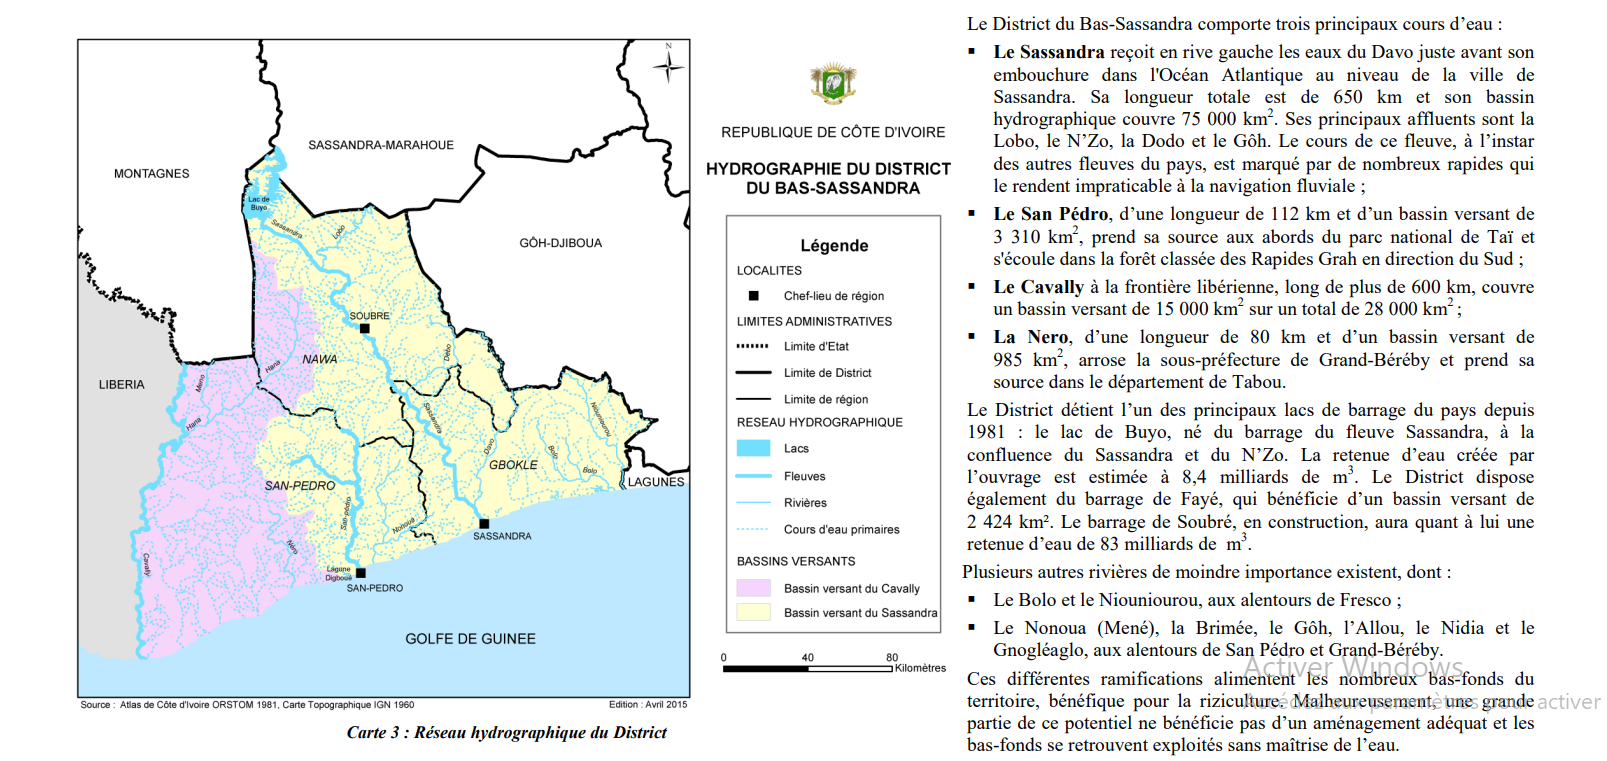 N
MONTAGNES
SASSANDRA-MARAHOUE
Lac de
Buyo
Sassandra
Lobo
GÔH-DJIBOUA
SOUBRE
NAWA
Davo
Hana
Meno
LIBERIA
Hana
Sassandra
Niouniourou
Davo
Bolo
GBOKLE
Bolo
SAN-PEDRO
LAGUNES
San-pédro
Nonoua
SASSANDRA
Néro
Cavally
Lagune
Digboué
SAN-PEDRO
GOLFE DE GUINEE
Source : Atlas de Côte d'Ivoire ORSTOM 1981, Carte Topographique IGN 1960
Edition : Avril 2015
Carte 3 : Réseau hydrographique du District
REPUBLIQUE DE CÔTE D'IVOIRE
HYDROGRAPHIE DU DISTRICT
DU BAS-SASSANDRA
Légende
LOCALITES
Chef-lieu de région
LIMITES ADMINISTRATIVES
Limite d'Etat
Limite de District
Limite de région
RESEAU HYDROGRAPHIQUE
Lacs
Fleuves
Rivières
Cours d'eau primaires
BASSINS VERSANTS
Bassin versant du Cavally
Bassin versant du Sassandra
0 40 80
Kilomètres
Le District du Bas-Sassandra comporte trois principaux cours d’eau :
▪ Le Sassandra reçoit en rive gauche les eaux du Davo juste avant son
embouchure dans l'Océan Atlantique au niveau de la ville de
Sassandra. Sa longueur totale est de 650 km et son bassin
hydrographique couvre 75 000 km². Ses principaux affluents sont la
Lobo, le N’Zo, la Dodo et le Gôh. Le cours de ce fleuve, à l’instar
des autres fleuves du pays, est marqué par de nombreux rapides qui
le rendent impraticable à la navigation fluviale ;
▪ Le San Pédro, d’une longueur de 112 km et d’un bassin versant de
3 310 km², prend sa source aux abords du parc national de Taï et
s'écoule dans la forêt classée des Rapides Grah en direction du Sud ;
▪ Le Cavally à la frontière libérienne, long de plus de 600 km, couvre
un bassin versant de 15 000 km² sur un total de 28 000 km² ;
▪ La Nero, d’une longueur de 80 km et d’un bassin versant de
985 km², arrose la sous-préfecture de Grand-Béréby et prend sa
source dans le département de Tabou.
Le District détient l’un des principaux lacs de barrage du pays depuis
1981 : le lac de Buyo, né du barrage du fleuve Sassandra, à la
confluence du Sassandra et du N’Zo. La retenue d’eau créée par
l’ouvrage est estimée à 8,4 milliards de m³. Le District dispose
également du barrage de Fayé, qui bénéficie d’un bassin versant de
2 424 km². Le barrage de Soubré, en construction, aura quant à lui une
retenue d’eau de 83 milliards de m³.
Plusieurs autres rivières de moindre importance existent, dont :
▪ Le Bolo et le Niouniourou, aux alentours de Fresco ;
▪ Le Nonoua (Mené), la Brimée, le Gôh, l’Allou, le Nidia et le
Gnogléaglo, aux alentours de San Pédro et Grand-Béréby.
Activer Windows
Ces différentes ramifications alimentent les nombreux bas-fonds du
territoire, bénéfique pour la riziculture. Malheureusement, une grande
Accédez aux paramètres pour activer
partie de ce potentiel ne bénéficie pas d’un aménagement adéquat et les
bas-fonds se retrouvent exploités sans maîtrise de l’eau.